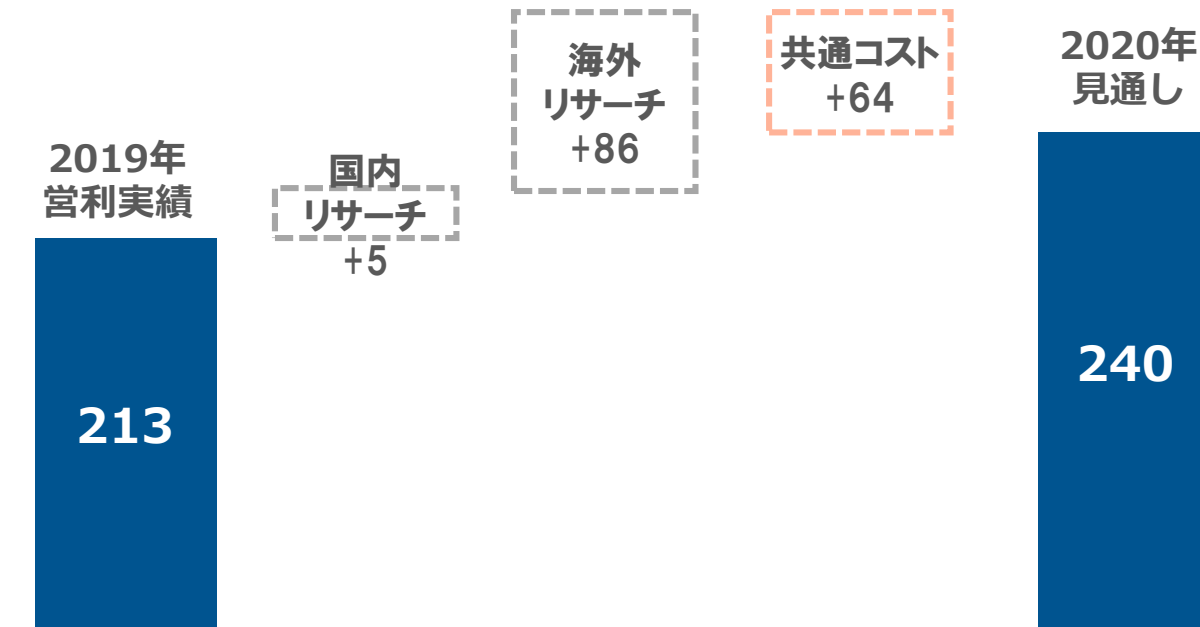 2019年
営利実績
213
国内
リサーチ
+5
海外
リサーチ
+86
共通コスト
+64
2020年
見通し
240